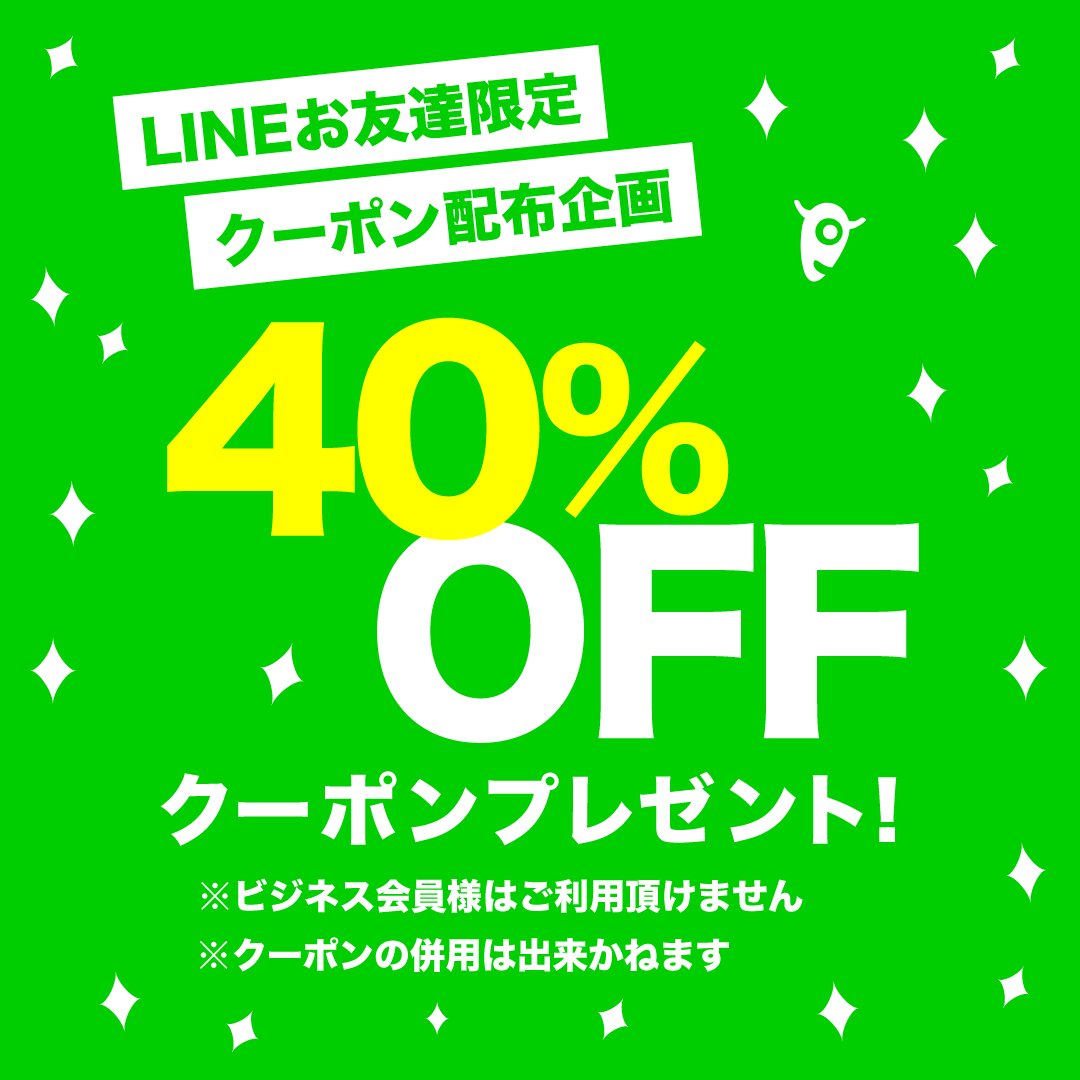 LINEお友達限定
クーポン配布企画
40%
OFF
クーポンプレゼント!
※ビジネス会員様はご利用頂けません
※クーポンの併用は出来かねます